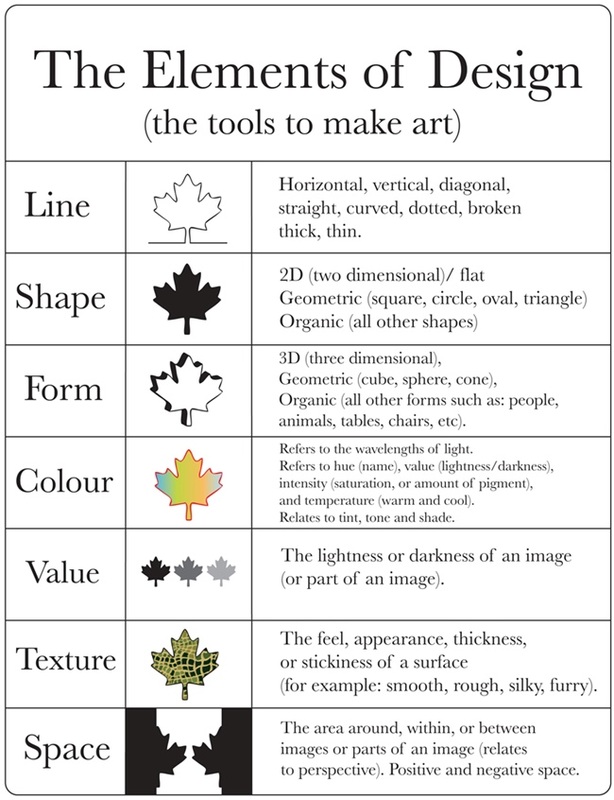 The Elements of Design
(the tools to make art)
Line
Horizontal, vertical, diagonal,
straight, curved, dotted, broken
thick, thin.
Shape
2D (two dimensional)/ flat
Geometric (square, circle, oval, triangle)
Organic (all other shapes)
Form
3D (three dimensional),
Geometric (cube, sphere, cone),
Organic (all other forms such as: people,
animals, tables, chairs, etc).
Colour
Refers to the wavelengths of light.
Refers to hue (name), value (lightness/darkness),
intensity (saturation, or amount of pigment),
and temperature (warm and cool).
Relates to tint, tone and shade.
Value
The lightness or darkness of an image
(or part of an image).
Texture
The feel, appearance, thickness,
or stickiness of a surface
(for example: smooth, rough, silky, furry).
Space
The area around, within, or between
images or parts of an image (relates
to perspective). Positive and negative space.